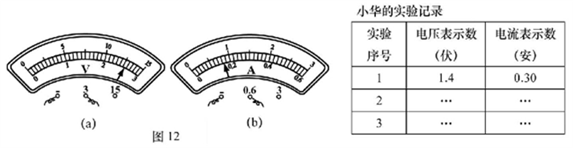 0 5 10 15
0 1 2 3
V
- 3 15
(a)
0 1 2 3
0 0.2 0.4 0.6
A
- 0.6 3
(b)
图 12
小华的实验记录
实验序号 电压表示数(伏) 电流表示数(安)
1 1.4 0.30
2 … …
3 … …